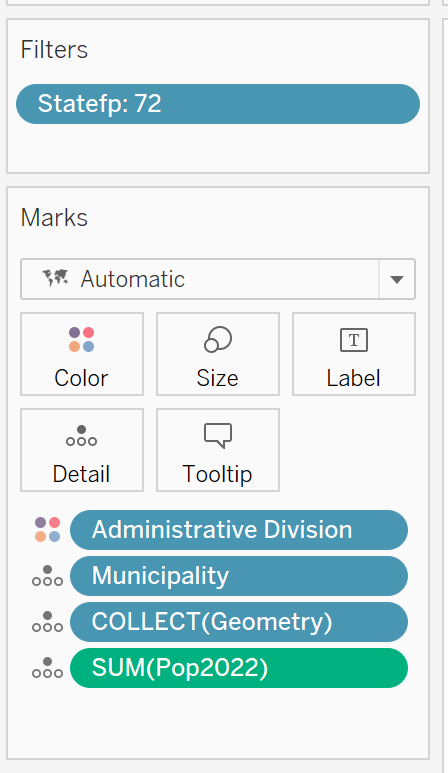 Filters
Statefp: 72
Marks
Automatic
Color
Size
Label
Detail
Tooltip
Administrative Division
Municipality
COLLECT(Geometry)
SUM(Pop2022)